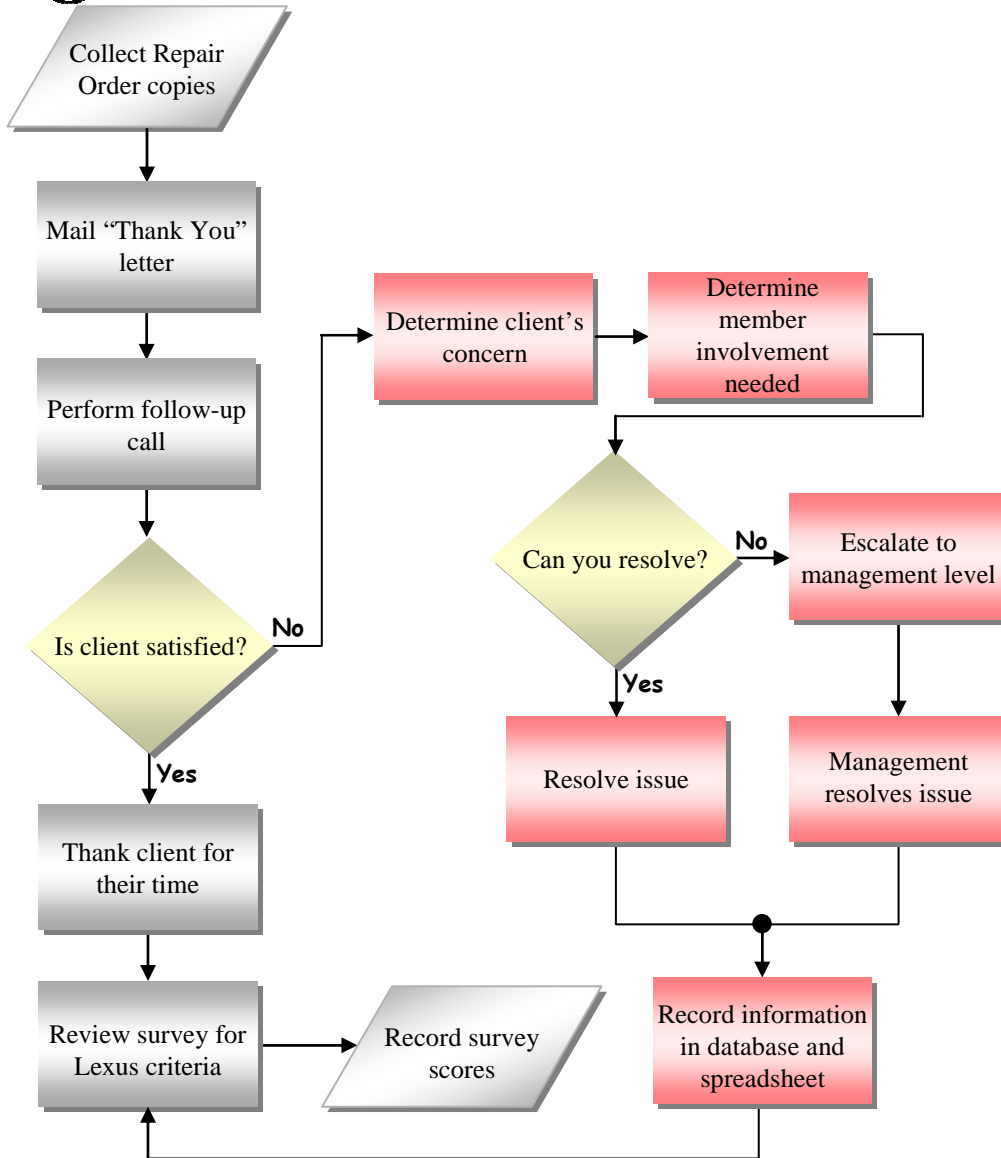 Collect Repair
Order copies
Mail “Thank You”
letter
Perform follow-up
call
Is client satisfied?
No
Yes
Thank client for
their time
Review survey for
Lexus criteria
Record survey
scores
Determine client’s
concern
Determine
member
involvement
needed
Can you resolve?
No
Yes
Escalate to
management level
Resolve issue
Management
resolves issue
Record information
in database and
spreadsheet